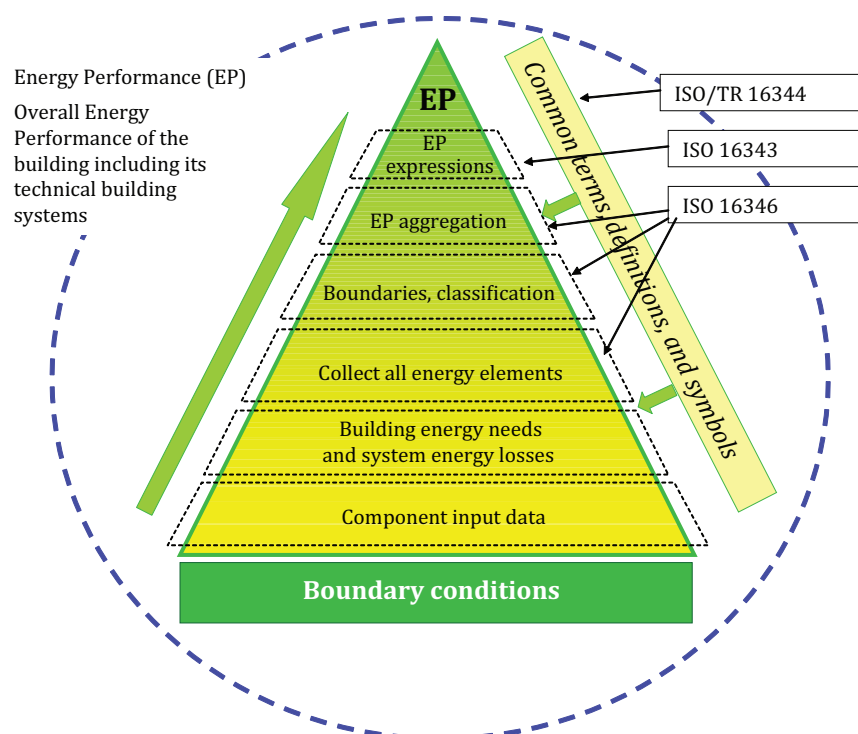 Energy Performance (EP)
Overall Energy
Performance of the
building including its
technical building
systems
EP
EP
expressions
EP aggregation
Boundaries, classification
Collect all energy elements
Building energy needs
and system energy losses
Component input data
Boundary conditions
Common terms, definitions, and symbols
ISO/TR 16344
ISO 16343
ISO 16346